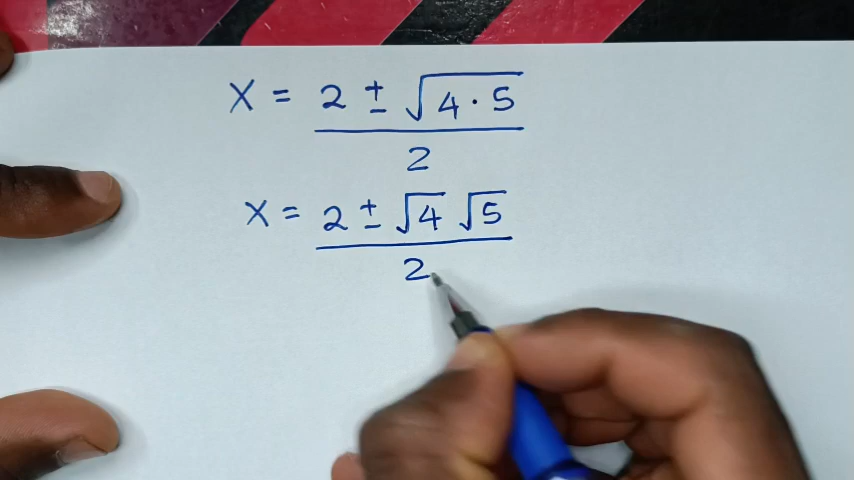 X = 2 ± √4·5
2
X = 2 ± √4 √5
2